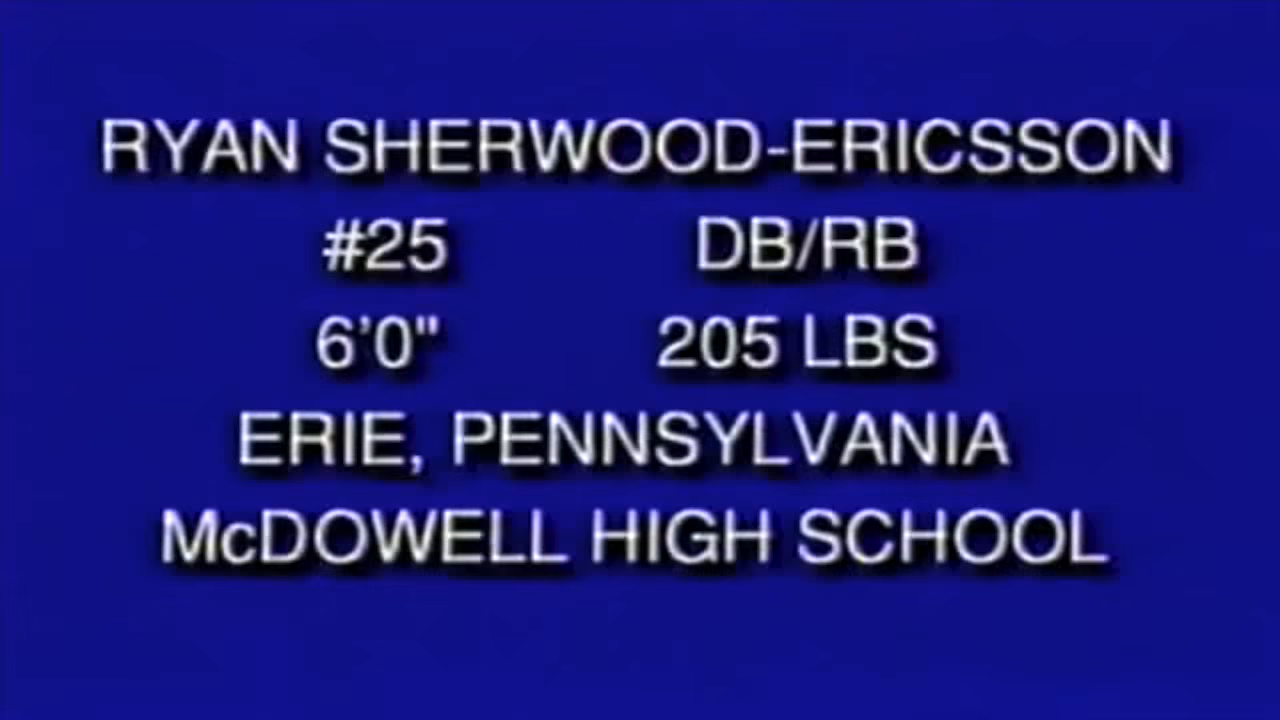 RYAN SHERWOOD-ERICSSON
#25 DB/RB
6'0" 205 LBS
ERIE, PENNSYLVANIA
McDOWELL HIGH SCHOOL